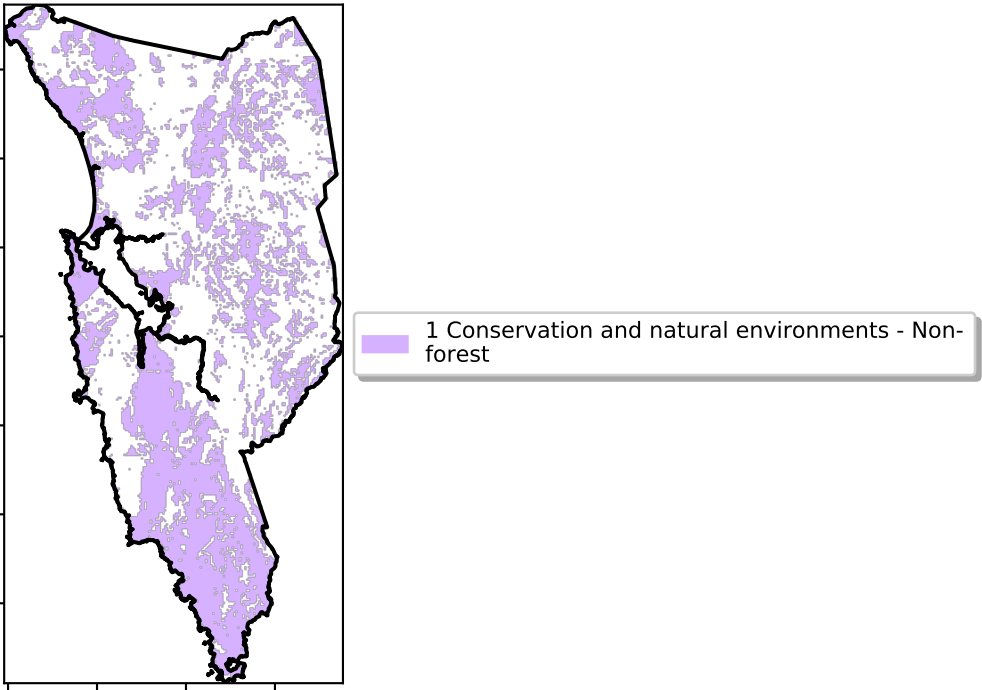 1 Conservation and natural environments - Non-
forest